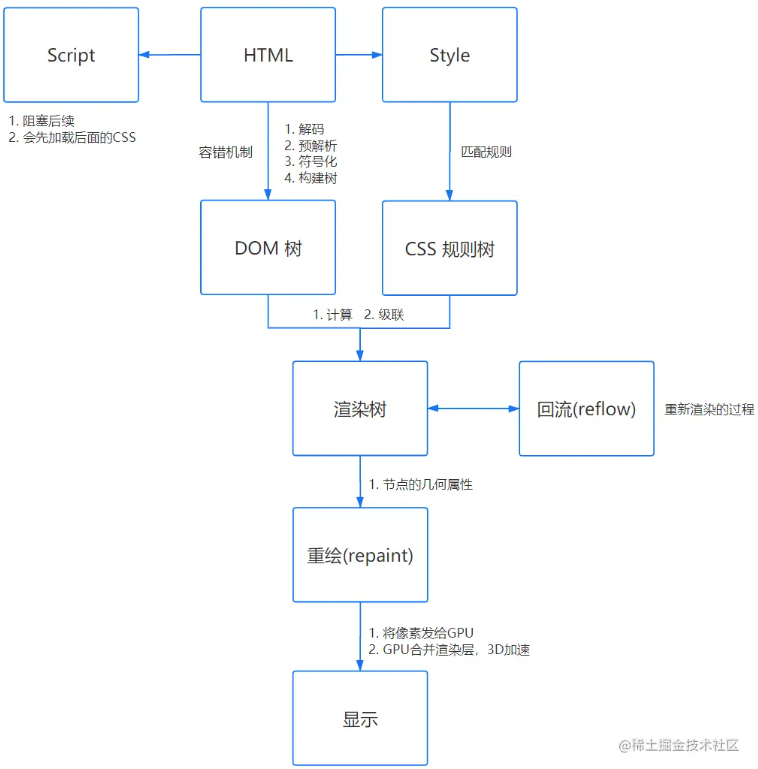 Script
HTML
Style
1. 阻塞后续
2. 会先加载后面的CSS
容错机制
1. 解码
2. 预解析
3. 符号化
4. 构建树
匹配规则
DOM 树
CSS 规则树
1. 计算 2. 级联
渲染树
回流(reflow)
重新渲染的过程
1. 节点的几何属性
重绘(repaint)
1. 将像素发给GPU
2. GPU合并渲染层，3D加速
显示
@稀土掘金技术社区